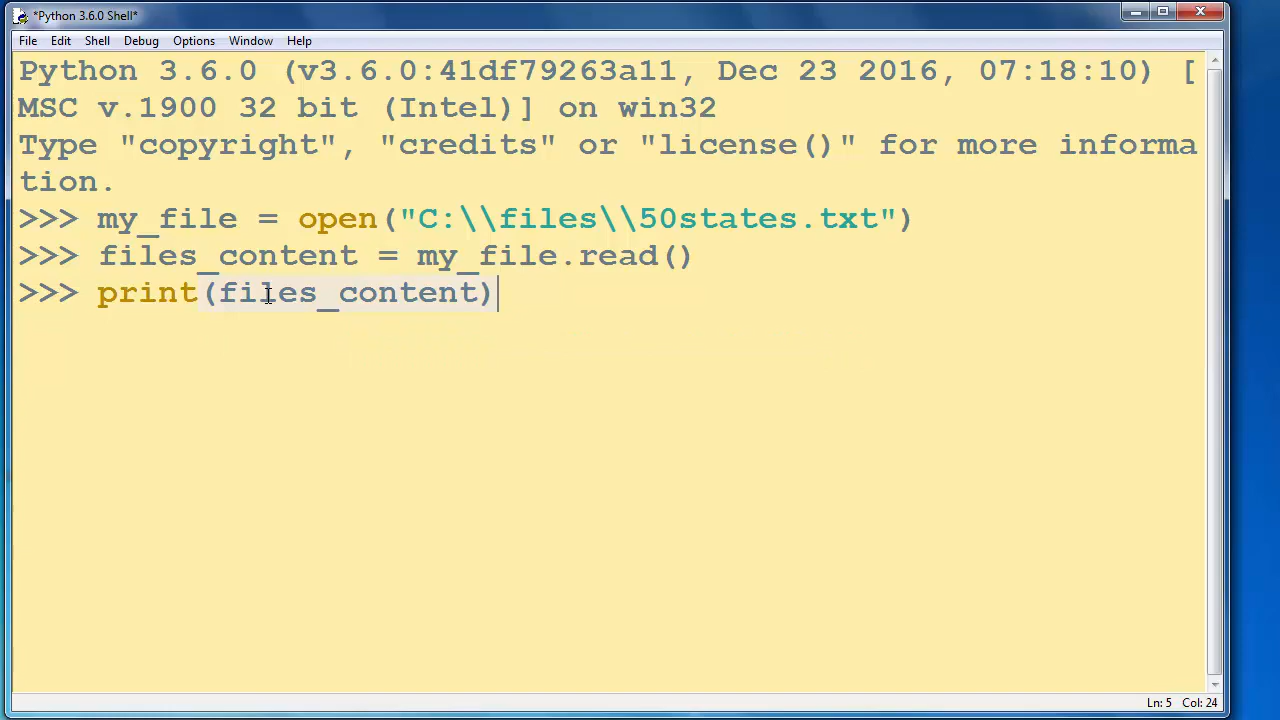 *Python 3.6.0 Shell*
File Edit Shell Debug Options Window Help
Python 3.6.0 (v3.6.0:41df79263a11, Dec 23 2016, 07:18:10) [
MSC v.1900 32 bit (Intel)] on win32
Type "copyright", "credits" or "license()" for more informa
tion.
>>> my_file = open("C:\\files\\50states.txt")
>>> files_content = my_file.read()
>>> print(files_content)
Ln: 5 Col: 24